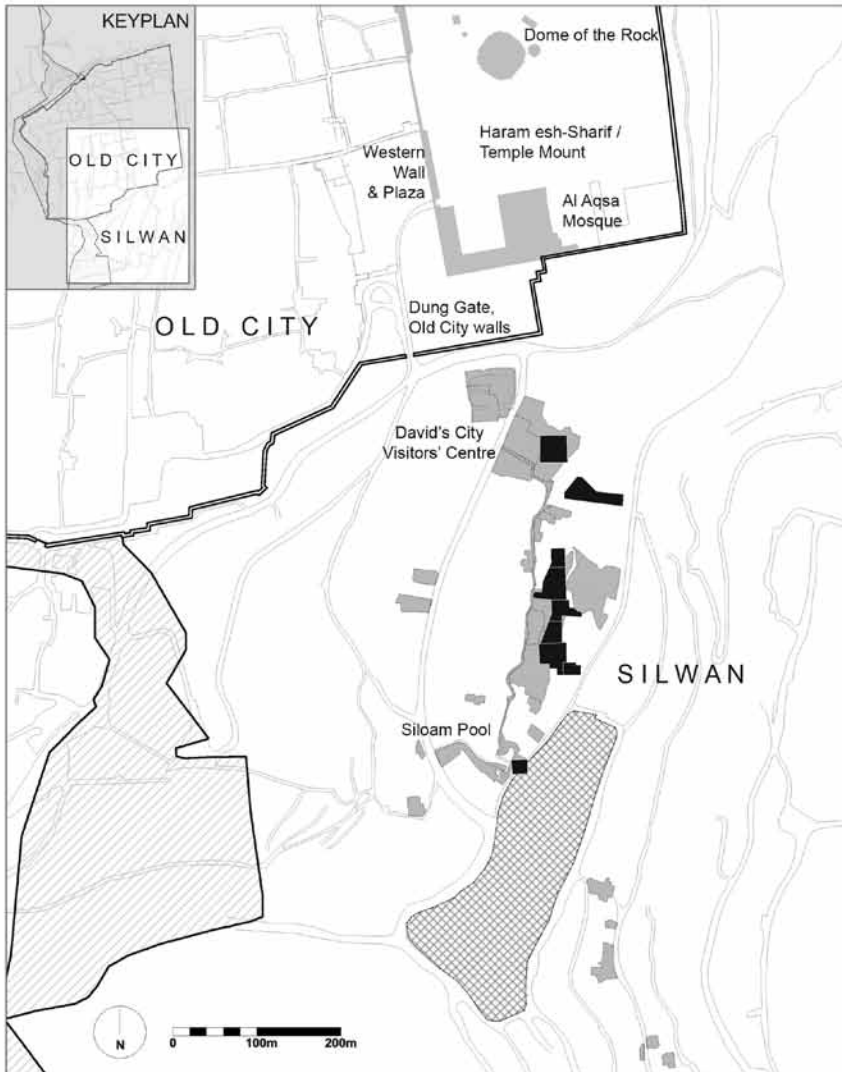 KEYPLAN
OLD CITY
SILWAN
Dome of the Rock
Haram esh-Sharif /
Temple Mount
Western
Wall
& Plaza
Al Aqsa
Mosque
Dung Gate,
Old City walls
OLD CITY
David's City
Visitors' Centre
SILWAN
Siloam Pool
N
0
100m
200m